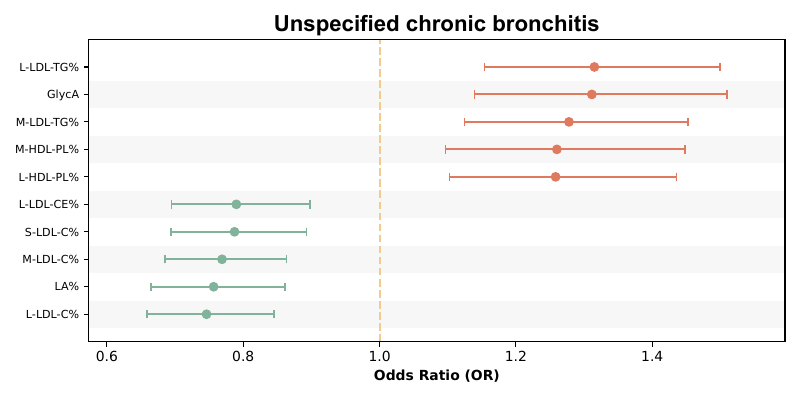 Unspecified chronic bronchitis
L-LDL-TG%
GlycA
M-LDL-TG%
M-HDL-PL%
L-HDL-PL%
L-LDL-CE%
S-LDL-C%
M-LDL-C%
LA%
L-LDL-C%
0.6 0.8 1.0 1.2 1.4
Odds Ratio (OR)